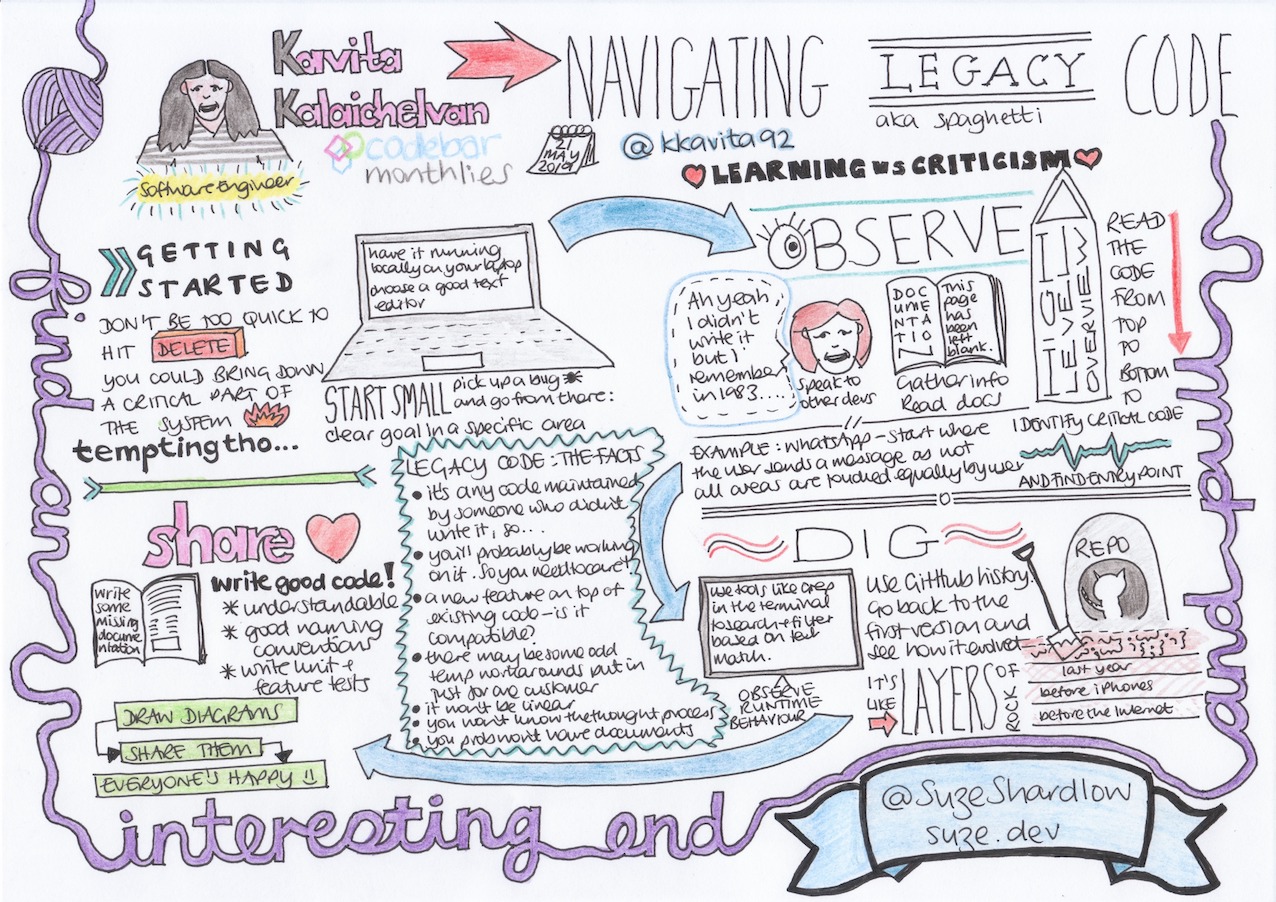 Kavita
Kalaichelvan
codebar
monthlies
Software Engineer
21
MAY
2019
NAVIGATING LEGACY CODE
aka spaghetti
@kkavita92
LEARNING vs CRITICISM
GETTING
STARTED
DON'T BE TOO QUICK TO
HIT DELETE
YOU COULD BRING DOWN
A CRITICAL PART OF
THE SYSTEM
tempting tho...
have it running
locally on your laptop
choose a good text
editor
START SMALL pick up a bug
and go from there:
clear goal in a specific area
OBSERVE
Ah yeah
I didn't
write it
but I
remember
in 1983....
Speak to
other devs
DOC
UME
NTA
TIO
N
This
page
has
been
left
blank.
Gather info
Read docs
HIGH LEVEL
OVERVIEW
READ
THE
CODE
FROM
TOP
TO
BOTTOM
TO
IDENTIFY CRITICAL CODE
AND FIND ENTRY POINT
EXAMPLE: WHATSAPP - start where
the user sends a message as not
all areas are touched equally by user
LEGACY CODE: THE FACTS
it's any code maintained
by someone who didn't
write it, so...
you'll probably be working
on it. So you need to care!
a new feature on top of
existing code - is it
compatible?
there may be some odd
temp workarounds put in
just for one customer
it won't be linear
you won't know the thought process
you probs won't have documents
DIG
use tools like grep
in the terminal
to search + filter
based on text
match.
OBSERVE
RUNTIME
BEHAVIOUR
Use GitHub history.
Go back to the
first version and
see how it evolved
REPO
IT'S
LIKE
LAYERS
OF
ROCK
last year
before iPhones
before the Internet
share
write
some
missing
docume
ntation
write good code!
* understandable
* good naming
conventions
* write unit +
feature tests
DRAW DIAGRAMS
SHARE THEM
EVERYONE'S HAPPY
find an
interesting end
and pull
@SuzeShardlow
suze.dev